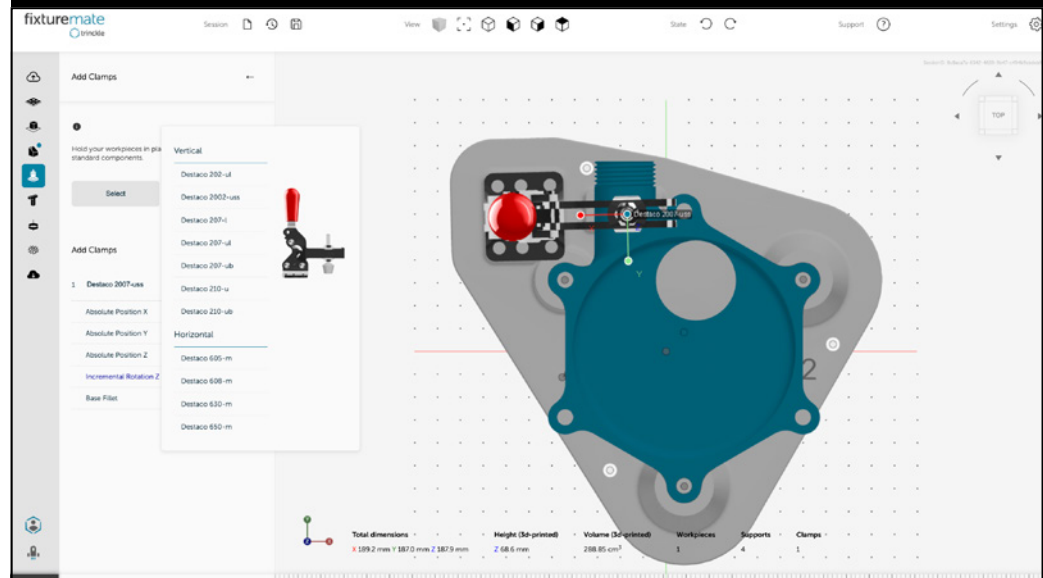 fixturemate
trinckle
Session
View
State
Support
Settings
Add Clamps
TOP
Hold your workpieces in pla
standard components.
Select
Add Clamps
1 Destaco 2007-uss
Absolute Position X
Absolute Position Y
Absolute Position Z
Incremental Rotation Z
Base Fillet
Vertical
Destaco 202-ul
Destaco 2002-uss
Destaco 207-l
Destaco 207-ul
Destaco 207-ub
Destaco 210-u
Destaco 210-ub
Horizontal
Destaco 605-m
Destaco 608-m
Destaco 630-m
Destaco 650-m
Destaco 2007-uss
Y
2
Total dimensions
X 189.2 mm Y 187.0 mm Z 187.9 mm
Height (3d-printed)
Z 68.6 mm
Volume (3d-printed)
288.85 cm³
Workpieces
1
Supports
4
Clamps
1